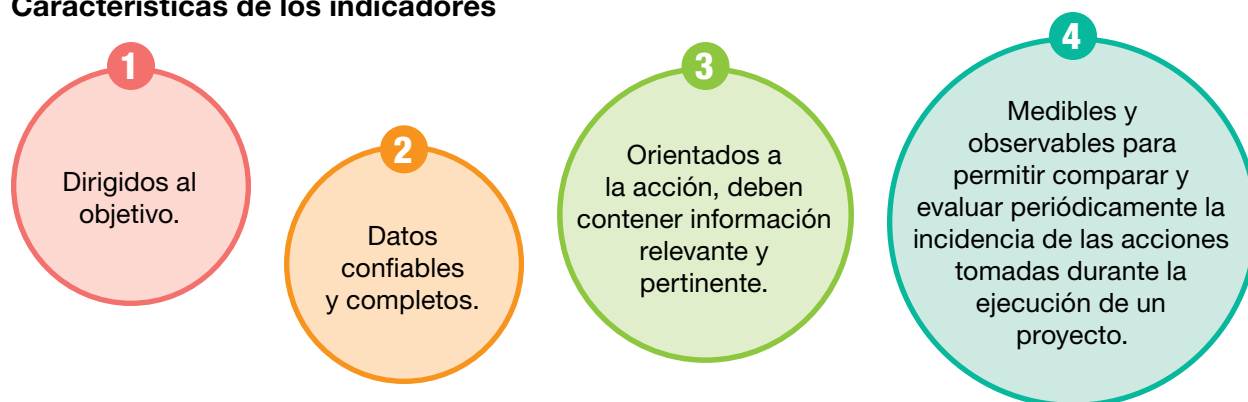 Características de los indicadores
1
Dirigidos al
objetivo.
2
Datos
confiables
y completos.
3
Orientados a
la acción, deben
contener información
relevante y
pertinente.
4
Medibles y
observables para
permitir comparar y
evaluar periódicamente la
incidencia de las acciones
tomadas durante la
ejecución de un
proyecto.